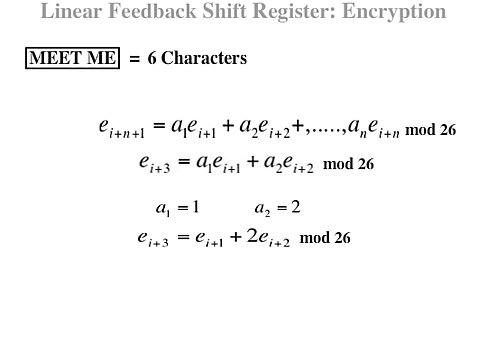 Linear Feedback Shift Register: Encryption
MEET ME = 6 Characters
e_{i+n+1} = a_1e_{i+1} + a_2e_{i+2}+,.....,a_ne_{i+n} mod 26
e_{i+3} = a_1e_{i+1} + a_2e_{i+2} mod 26
a_1 = 1 a_2 = 2
e_{i+3} = e_{i+1} + 2e_{i+2} mod 26